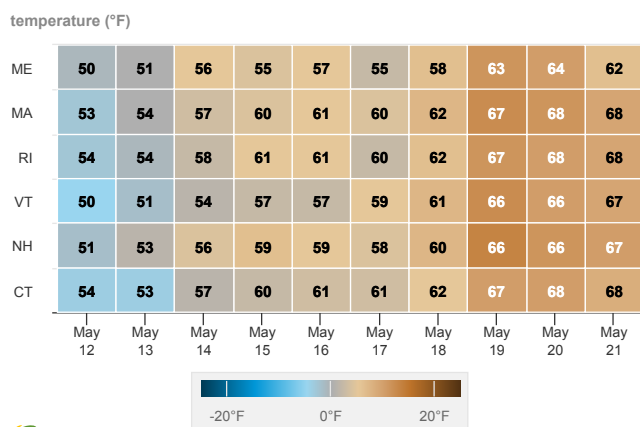 temperature (°F)
ME 50 51 56 55 57 55 58 63 64 62
MA 53 54 57 60 61 60 62 67 68 68
RI 54 54 58 61 61 60 62 67 68 68
VT 50 51 54 57 57 59 61 66 66 67
NH 51 53 56 59 59 58 60 66 66 67
CT 54 53 57 60 61 61 62 67 68 68
May May May May May May May May May May
12 13 14 15 16 17 18 19 20 21
-20°F 0°F 20°F